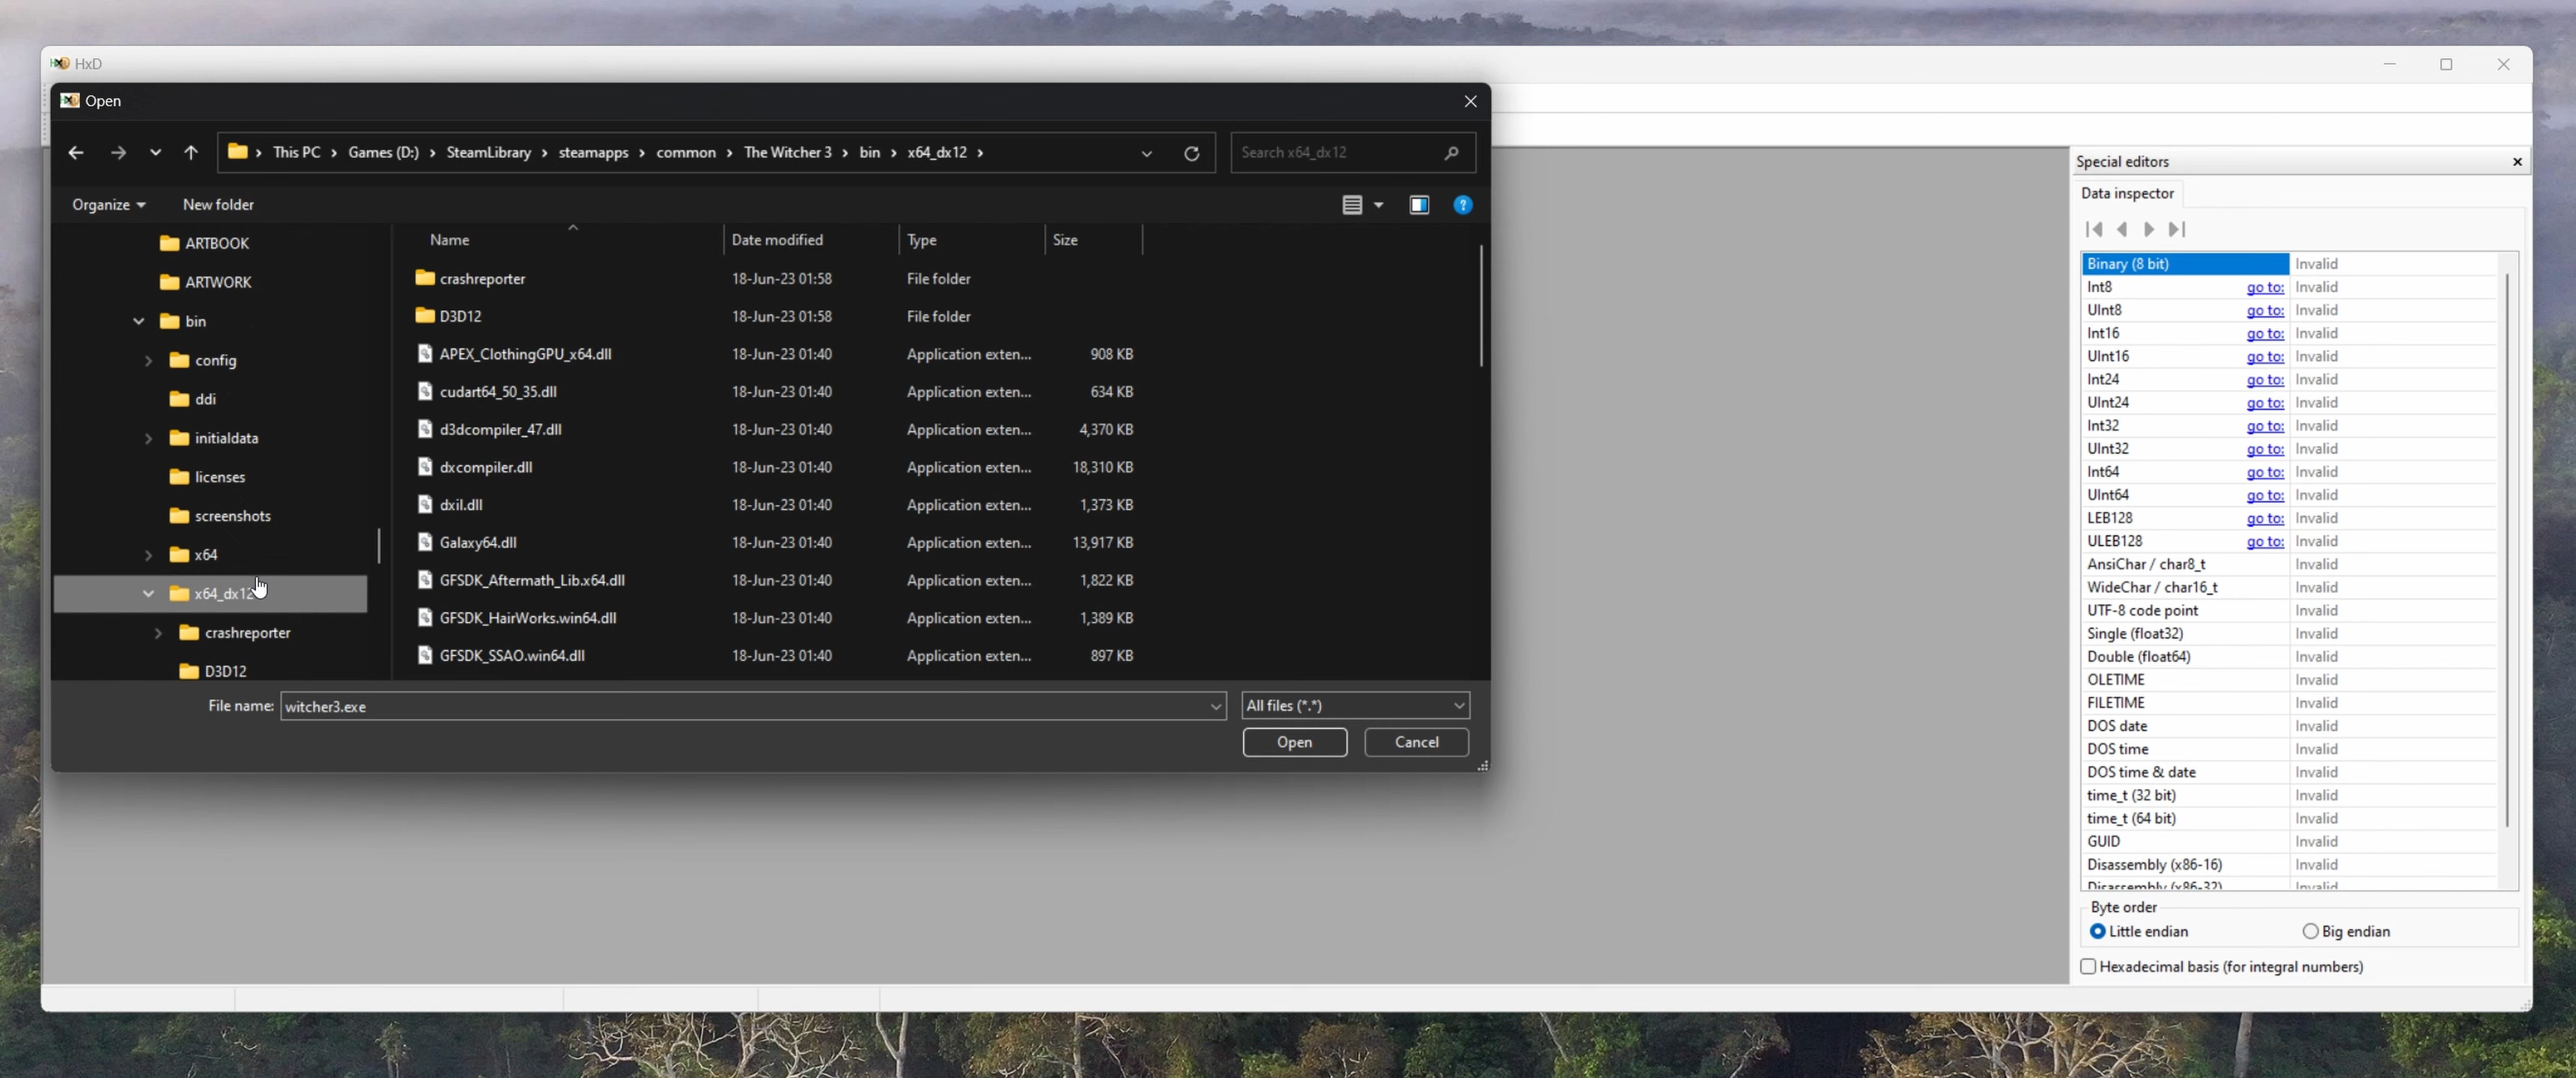 HxD
Open
This PC > Games (D:) > SteamLibrary > steamapps > common > The Witcher 3 > bin > x64_dx12 >
Search x64_dx12
Organize
New folder
ARTBOOK
ARTWORK
bin
config
ddi
initialdata
licenses
screenshots
x64
x64_dx12
crashreporter
D3D12
Name Date modified Type Size
crashreporter 18-Jun-23 01:58 File folder
D3D12 18-Jun-23 01:58 File folder
APEX_ClothingGPU_x64.dll 18-Jun-23 01:40 Application exten... 908 KB
cudart64_50_35.dll 18-Jun-23 01:40 Application exten... 634 KB
d3dcompiler_47.dll 18-Jun-23 01:40 Application exten... 4,370 KB
dxcompiler.dll 18-Jun-23 01:40 Application exten... 18,310 KB
dxil.dll 18-Jun-23 01:40 Application exten... 1,373 KB
Galaxy64.dll 18-Jun-23 01:40 Application exten... 13,917 KB
GFSDK_Aftermath_Lib.x64.dll 18-Jun-23 01:40 Application exten... 1,822 KB
GFSDK_HairWorks.win64.dll 18-Jun-23 01:40 Application exten... 1,389 KB
GFSDK_SSAO.win64.dll 18-Jun-23 01:40 Application exten... 897 KB
File name: witcher3.exe
All files (*.*)
Open
Cancel
Special editors
Data inspector
Binary (8 bit) Invalid
Int8 go to: Invalid
UInt8 go to: Invalid
Int16 go to: Invalid
UInt16 go to: Invalid
Int24 go to: Invalid
UInt24 go to: Invalid
Int32 go to: Invalid
UInt32 go to: Invalid
Int64 go to: Invalid
UInt64 go to: Invalid
LEB128 go to: Invalid
ULEB128 go to: Invalid
AnsiChar / char8_t Invalid
WideChar / char16_t Invalid
UTF-8 code point Invalid
Single (float32) Invalid
Double (float64) Invalid
OLETIME Invalid
FILETIME Invalid
DOS date Invalid
DOS time Invalid
DOS time & date Invalid
time_t (32 bit) Invalid
time_t (64 bit) Invalid
GUID Invalid
Disassembly (x86-16) Invalid
Disassembly (x86-32) Invalid
Byte order
Little endian
Big endian
Hexadecimal basis (for integral numbers)